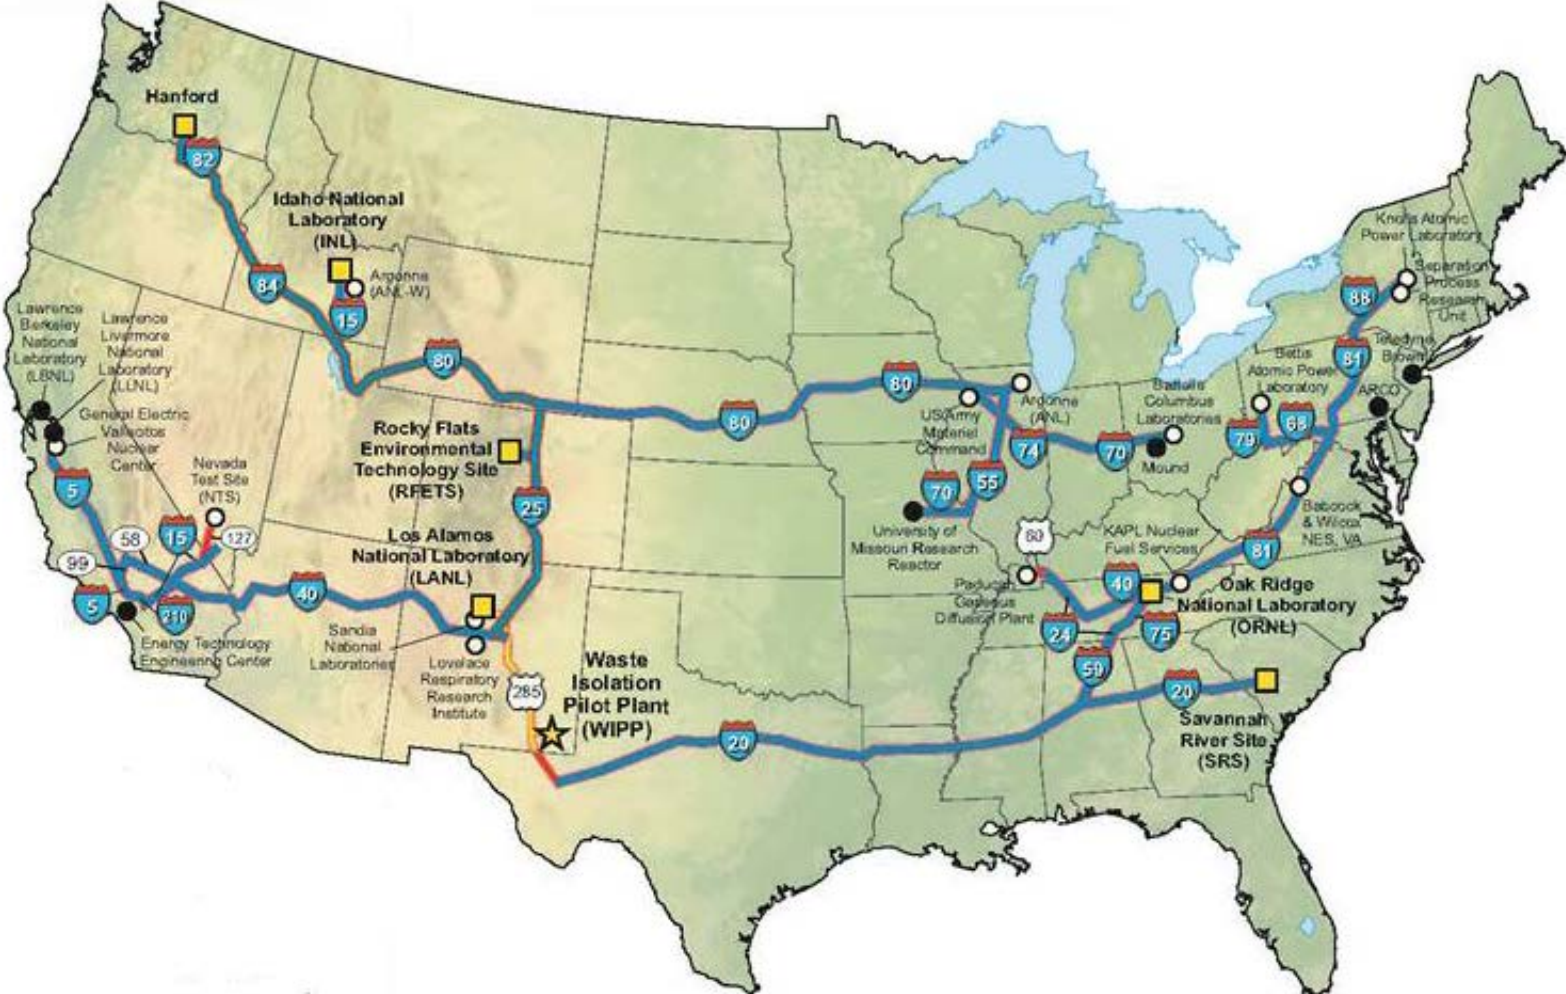 Hanford
82
Idaho National
Laboratory
(INL)
Argonne
(ANL-W)
84
15
80
80
80
Lawrence
Berkeley
National
Laboratory
(LBNL)
Lawrence
Livermore
National
Laboratory
(LLNL)
General Electric
Vallecitos
Nuclear
Center
Nevada
Test Site
(NTS)
5
58
15
127
99
5
210
40
Energy Technology
Engineering Center
Rocky Flats
Environmental
Technology Site
(RFETS)
25
Los Alamos
National Laboratory
(LANL)
Sandia
National
Laboratories
Lovelace
Respiratory
Research
Institute
285
Waste
Isolation
Pilot Plant
(WIPP)
20
US Army
Materiel
Command
Argonne
(ANL)
74
70
55
70
University of
Missouri Research
Reactor
Battelle
Columbus
Laboratories
Mound
Bettis
Atomic Power
Laboratory
79
68
Knolls Atomic
Power Laboratory
Separation
Process
Research
Unit
88
81
Teledyne
Brown
ARCO
Babcock
& Wilcox
NES, VA
81
KAPL Nuclear
Fuel Services
Paducah
Gaseous
Diffusion Plant
40
24
75
59
Oak Ridge
National Laboratory
(ORNL)
20
Savannah
River Site
(SRS)